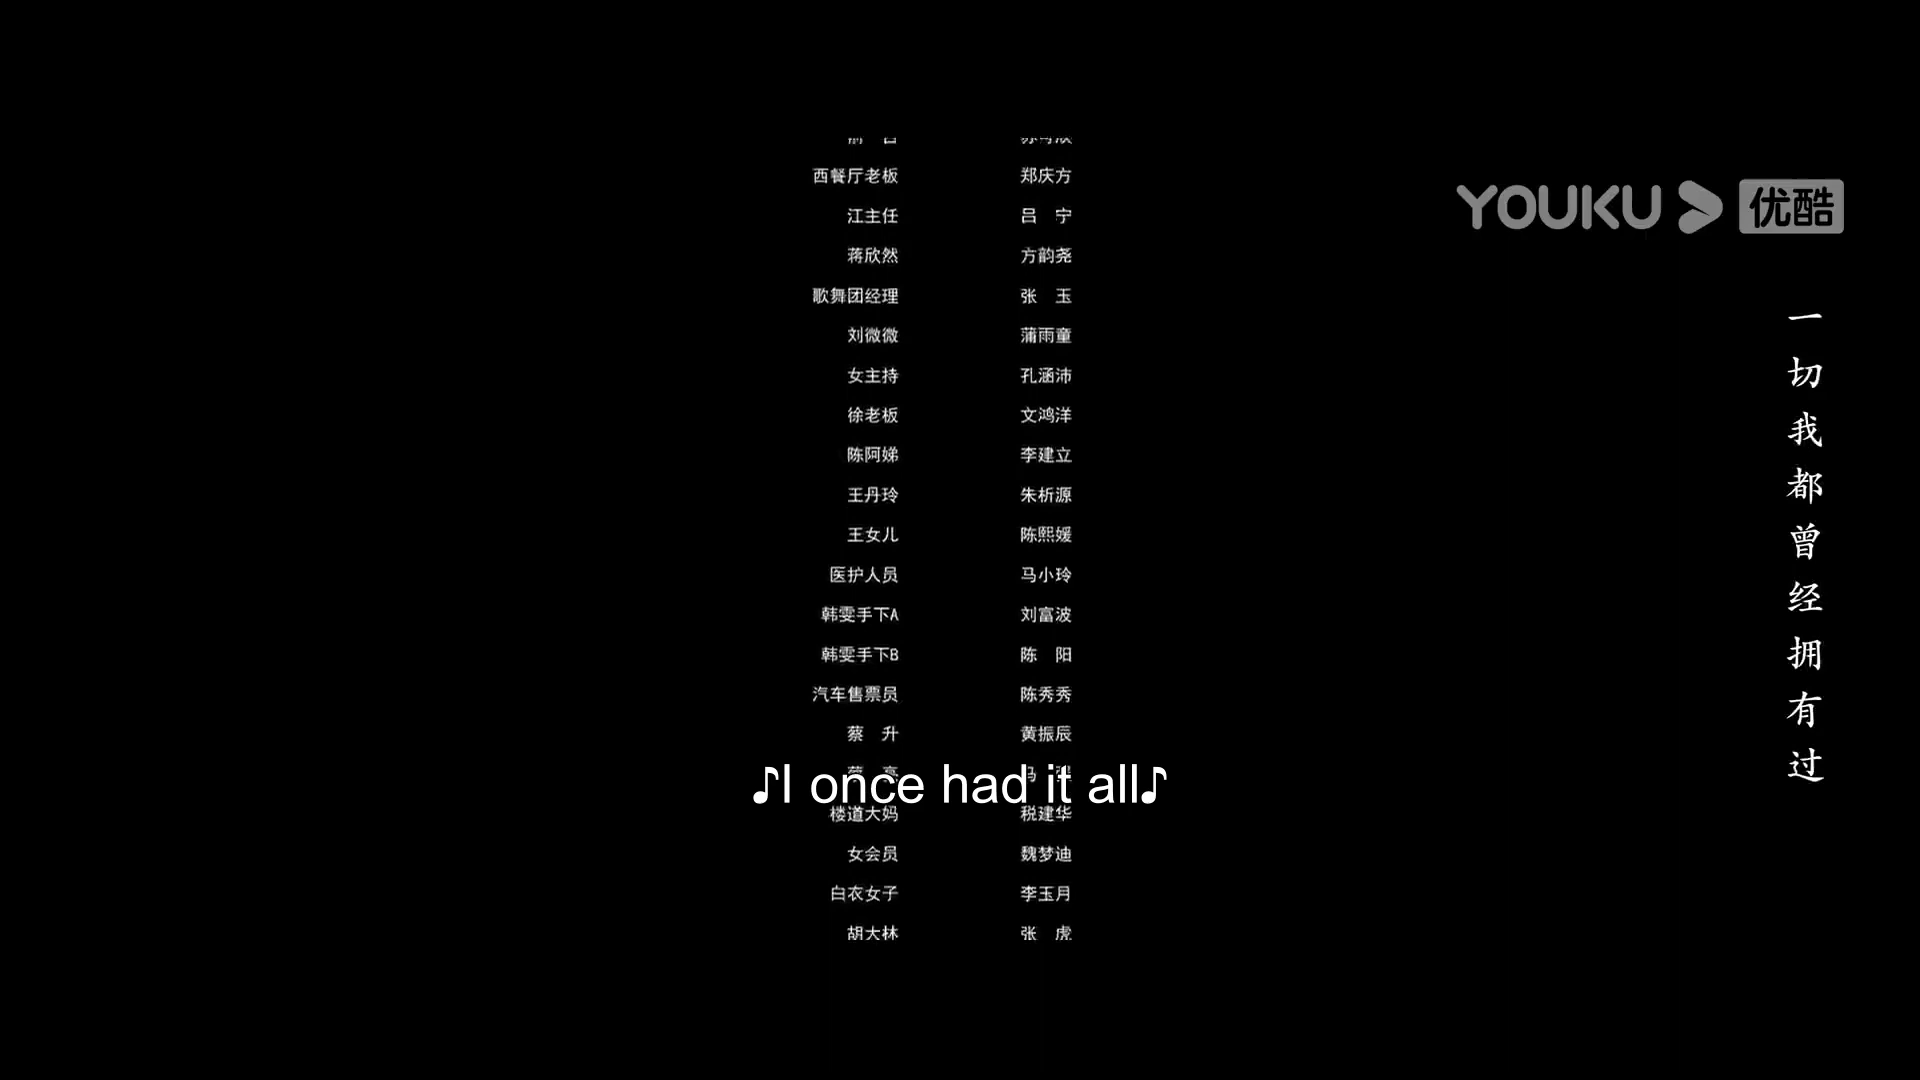 西餐厅老板 郑庆方
江主任 吕 宁
蒋欣然 方韵尧
歌舞团经理 张 玉
刘微微 蒲雨童
女主持 孔涵沛
徐老板 文鸿洋
陈阿娣 李建立
王丹玲 朱析源
王女儿 陈熙媛
医护人员 马小玲
韩雯手下A 刘富波
韩雯手下B 陈 阳
汽车售票员 陈秀秀
蔡 升 黄振辰
♪I once had it all♪
楼道大妈 税建华
女会员 魏梦迪
白衣女子 李玉月
胡大林 张 虎
YOUKU 优酷
一切我都曾经拥有过